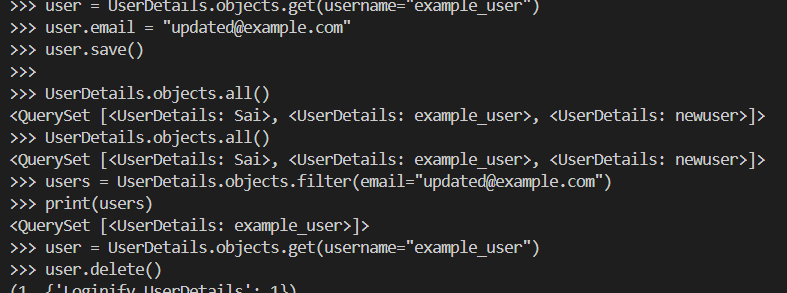 >>> user = UserDetails.objects.get(username="example_user")
>>> user.email = "updated@example.com"
>>> user.save()
>>>
>>> UserDetails.objects.all()
<QuerySet [<UserDetails: Sai>, <UserDetails: example_user>, <UserDetails: newuser>]>
>>> UserDetails.objects.all()
<QuerySet [<UserDetails: Sai>, <UserDetails: example_user>, <UserDetails: newuser>]>
>>> users = UserDetails.objects.filter(email="updated@example.com")
>>> print(users)
<QuerySet [<UserDetails: example_user>]>
>>> user = UserDetails.objects.get(username="example_user")
>>> user.delete()
(1, {'Loginify.UserDetails': 1})